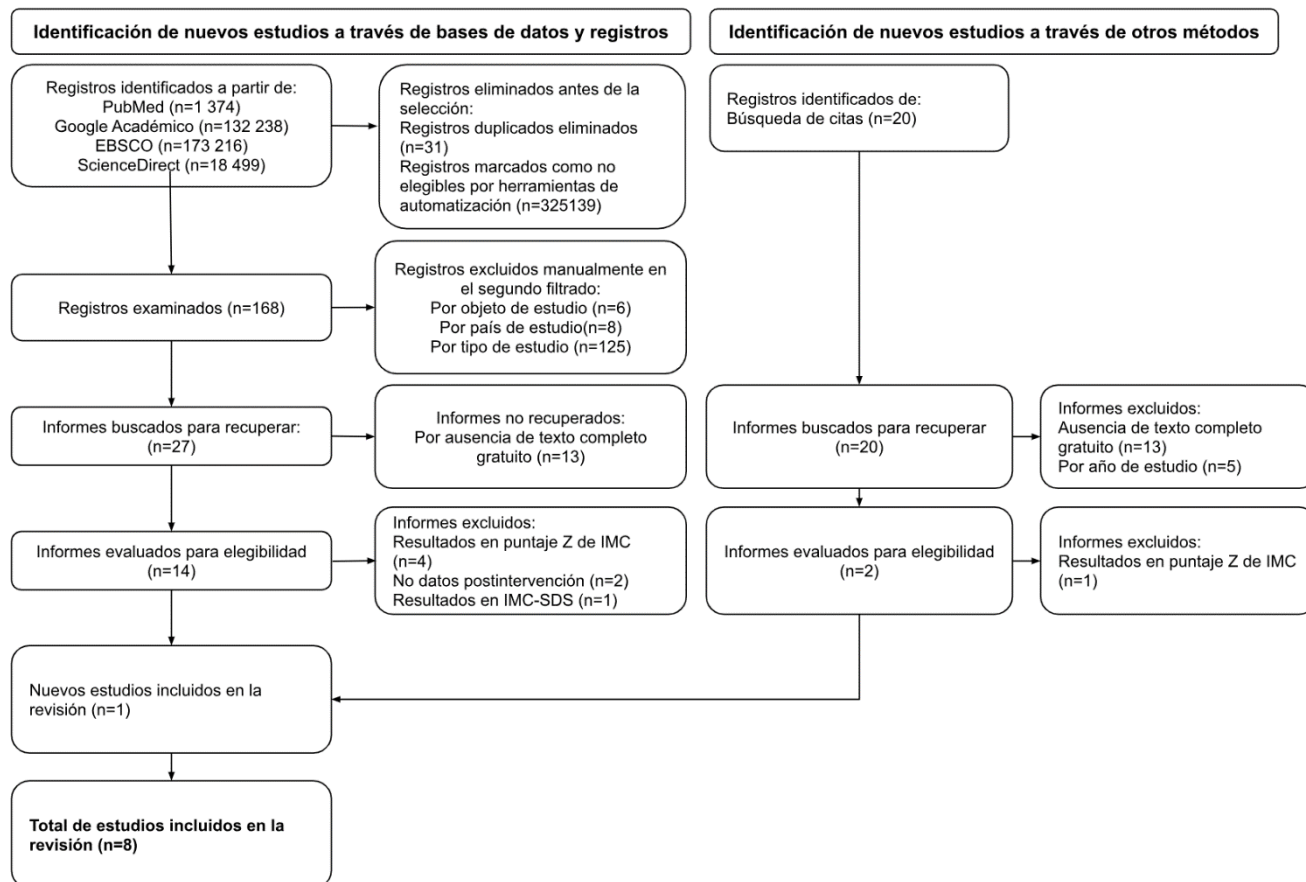 Identificación de nuevos estudios a través de bases de datos y registros
Identificación de nuevos estudios a través de otros métodos
Registros identificados a partir de:
PubMed (n=1 374)
Google Académico (n=132 238)
EBSCO (n=173 216)
ScienceDirect (n=18 499)
Registros eliminados antes de la
selección:
Registros duplicados eliminados
(n=31)
Registros marcados como no
elegibles por herramientas de
automatización (n=325139)
Registros identificados de:
Búsqueda de citas (n=20)
Registros examinados (n=168)
Registros excluidos manualmente en
el segundo filtrado:
Por objeto de estudio (n=6)
Por país de estudio(n=8)
Por tipo de estudio (n=125)
Informes buscados para recuperar:
(n=27)
Informes no recuperados:
Por ausencia de texto completo
gratuito (n=13)
Informes buscados para recuperar
(n=20)
Informes excluidos:
Ausencia de texto completo
gratuito (n=13)
Por año de estudio (n=5)
Informes evaluados para elegibilidad
(n=14)
Informes excluidos:
Resultados en puntaje Z de IMC
(n=4)
No datos postintervención (n=2)
Resultados en IMC-SDS (n=1)
Informes evaluados para elegibilidad
(n=2)
Informes excluidos:
Resultados en puntaje Z de IMC
(n=1)
Nuevos estudios incluidos en la
revisión (n=1)
Total de estudios incluidos en la
revisión (n=8)